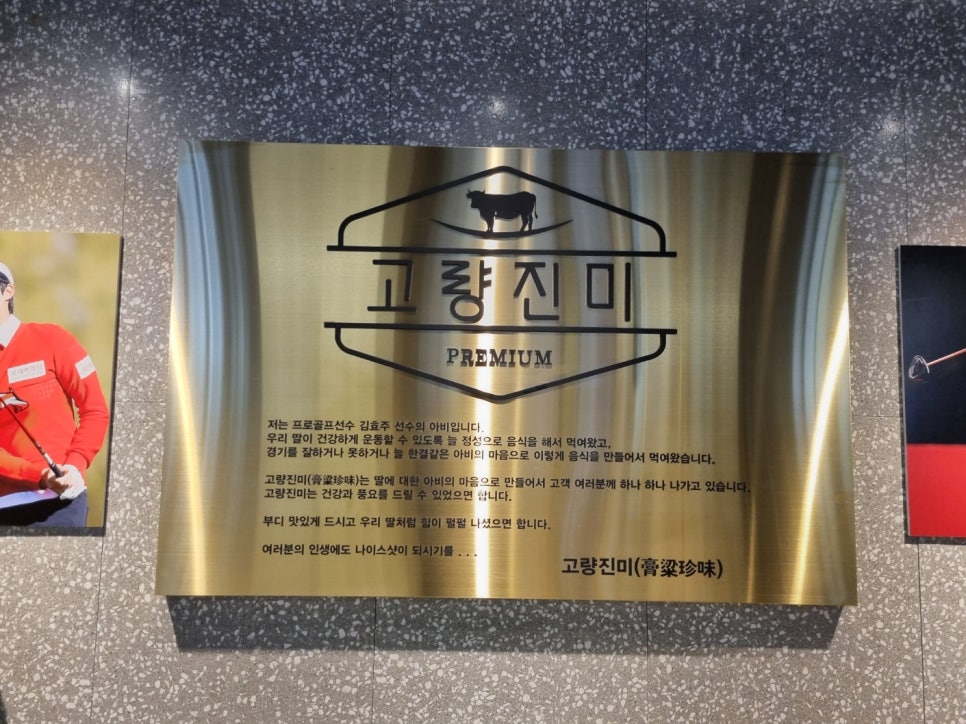 고량진미
PREMIUM
저는 프로골프선수 김효주 선수의 아비입니다.
우리 딸이 건강하게 운동할 수 있도록 늘 정성으로 음식을 해서 먹여왔고,
경기를 잘하거나 못하거나 늘 한결같은 아비의 마음으로 이렇게 음식을 만들어서 먹여왔습니다.
고량진미(膏粱珍味)는 딸에 대한 아비의 마음으로 만들어서 고객 여러분께 하나 하나 나가고 있습니다.
고량진미는 건강과 풍요를 드릴 수 있었으면 합니다.
부디 맛있게 드시고 우리 딸처럼 힘이 펄펄 나셨으면 합니다.
여러분의 인생에도 나이스샷이 되시기를 . . .
고량진미(膏粱珍味)